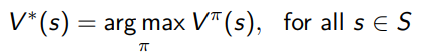 V*(s) = arg max V^π(s), for all s ∈ S
π